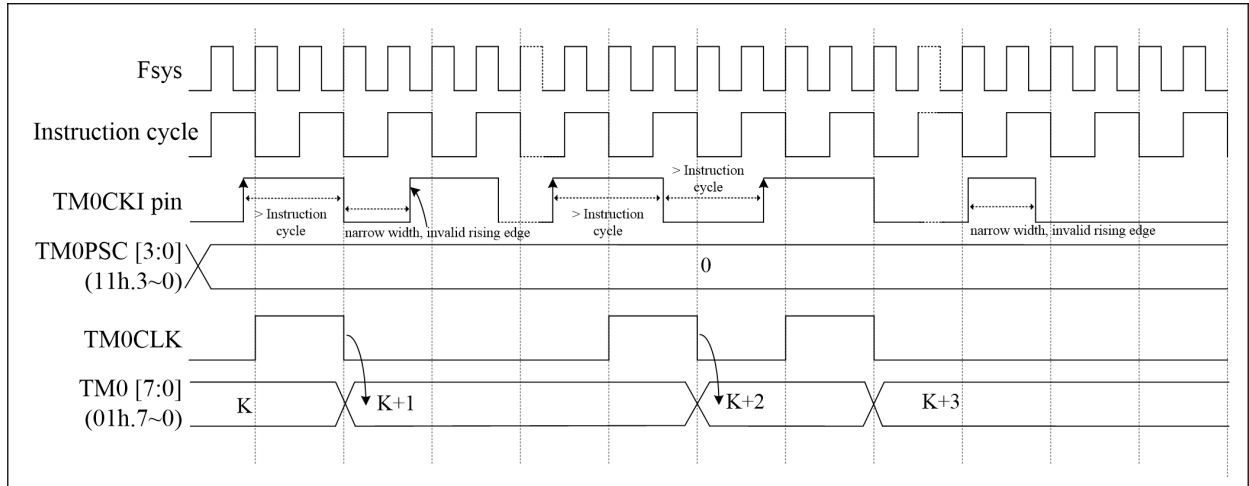 Fsys
Instruction cycle
TM0CKI pin
> Instruction
cycle
narrow width, invalid rising edge
> Instruction
cycle
> Instruction
cycle
narrow width, invalid rising edge
TM0PSC [3:0]
(11h.3~0)
0
TM0CLK
TM0 [7:0]
(01h.7~0)
K
K+1
K+2
K+3